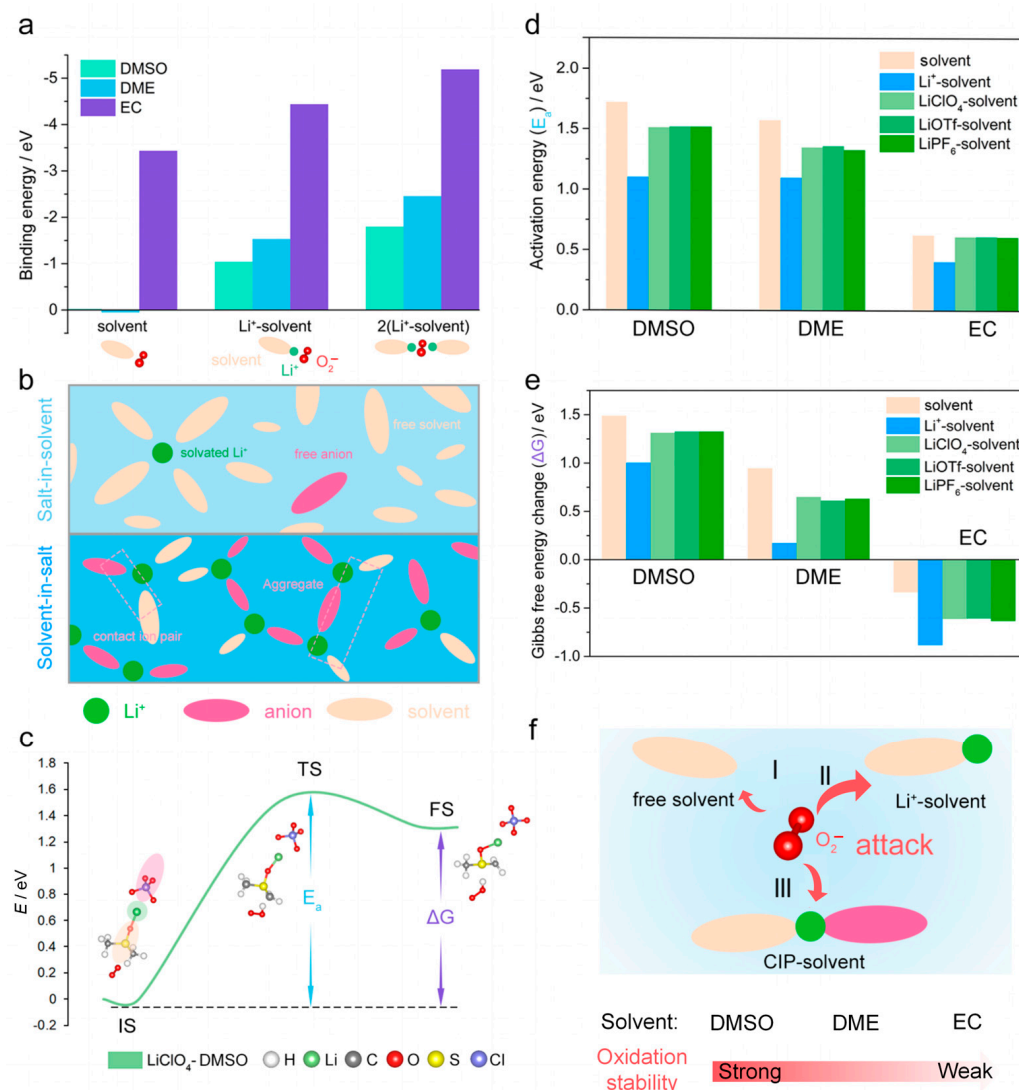 a
DMSO
DME
EC
Binding energy / eV
-5
-4
-3
-2
-1
0
solvent
Li⁺-solvent
2(Li⁺-solvent)
solvent
Li⁺
O₂⁻
b
Salt-in-solvent
solvated Li⁺
free anion
free solvent
Solvent-in-salt
Aggregate
contact ion pair
Li⁺
anion
solvent
c
E / eV
1.8
1.6
1.4
1.2
1.0
0.8
0.6
0.4
0.2
0
-0.2
IS
TS
FS
Eₐ
ΔG
LiClO₄-DMSO
H
Li
C
O
S
Cl
d
Activation energy (Eₐ) / eV
2.0
1.5
1.0
0.5
0.0
solvent
Li⁺-solvent
LiClO₄-solvent
LiOTf-solvent
LiPF₆-solvent
DMSO
DME
EC
e
Gibbs free energy change (ΔG)/ eV
1.5
1.0
0.5
0.0
-0.5
-1.0
solvent
Li⁺-solvent
LiClO₄-solvent
LiOTf-solvent
LiPF₆-solvent
DMSO
DME
EC
f
I
II
III
free solvent
Li⁺-solvent
O₂⁻ attack
CIP-solvent
Solvent: DMSO DME EC
Oxidation
stability
Strong
Weak